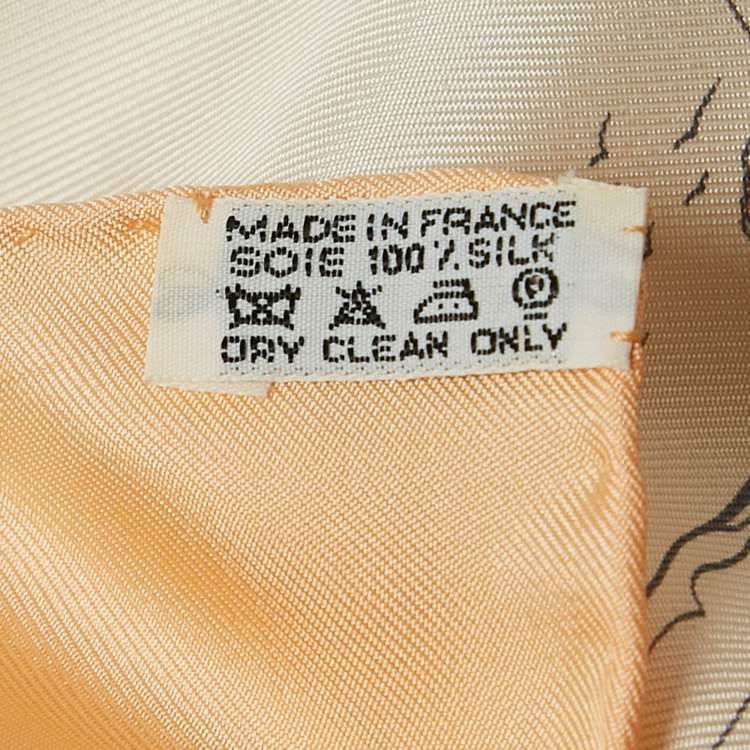 MADE IN FRANCE
SOIE 100% SILK
P
DRY CLEAN ONLY